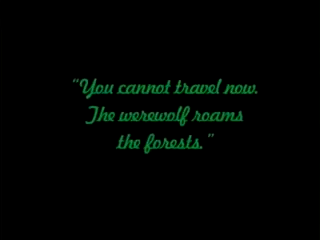 “You cannot travel now.
The werewolf roams
the forests.”